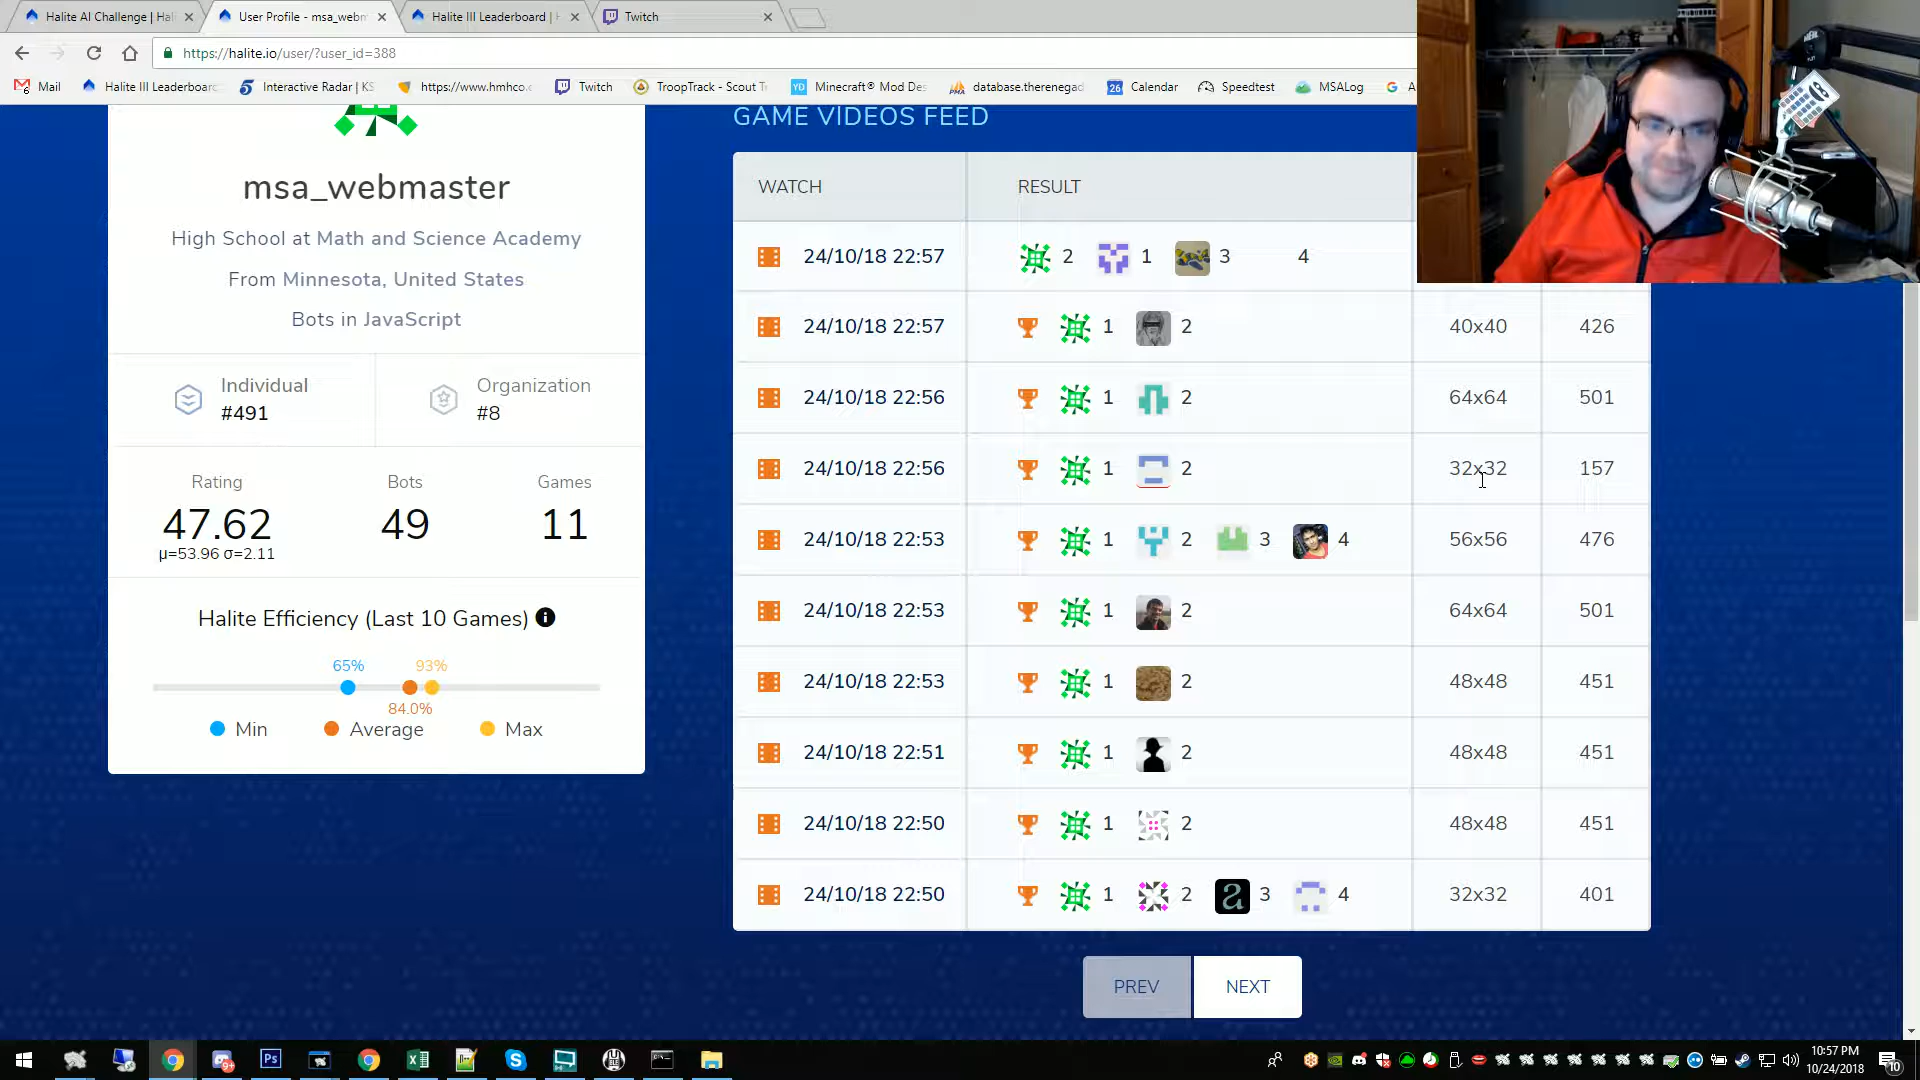 Halite AI Challenge | Hal
User Profile - msa_webm
Halite III Leaderboard | H
Twitch
https://halite.io/user/?user_id=388
Mail
Halite III Leaderboard
Interactive Radar | KS
https://www.hmhco.c
Twitch
TroopTrack - Scout T
Minecraft® Mod Des
database.therenegad
Calendar
Speedtest
MSALog
A
msa_webmaster
High School at Math and Science Academy
From Minnesota, United States
Bots in JavaScript
Individual
#491
Organization
#8
Rating
47.62
μ=53.96 σ=2.11
Bots
49
Games
11
Halite Efficiency (Last 10 Games)
65%
93%
84.0%
Min
Average
Max
GAME VIDEOS FEED
WATCH RESULT
24/10/18 22:57 2 1 3 4
24/10/18 22:57 1 2 40x40 426
24/10/18 22:56 1 2 64x64 501
24/10/18 22:56 1 2 32x32 157
24/10/18 22:53 1 2 3 4 56x56 476
24/10/18 22:53 1 2 64x64 501
24/10/18 22:53 1 2 48x48 451
24/10/18 22:51 1 2 48x48 451
24/10/18 22:50 1 2 48x48 451
24/10/18 22:50 1 2 a 3 4 32x32 401
PREV
NEXT
10:57 PM
10/24/2018
10